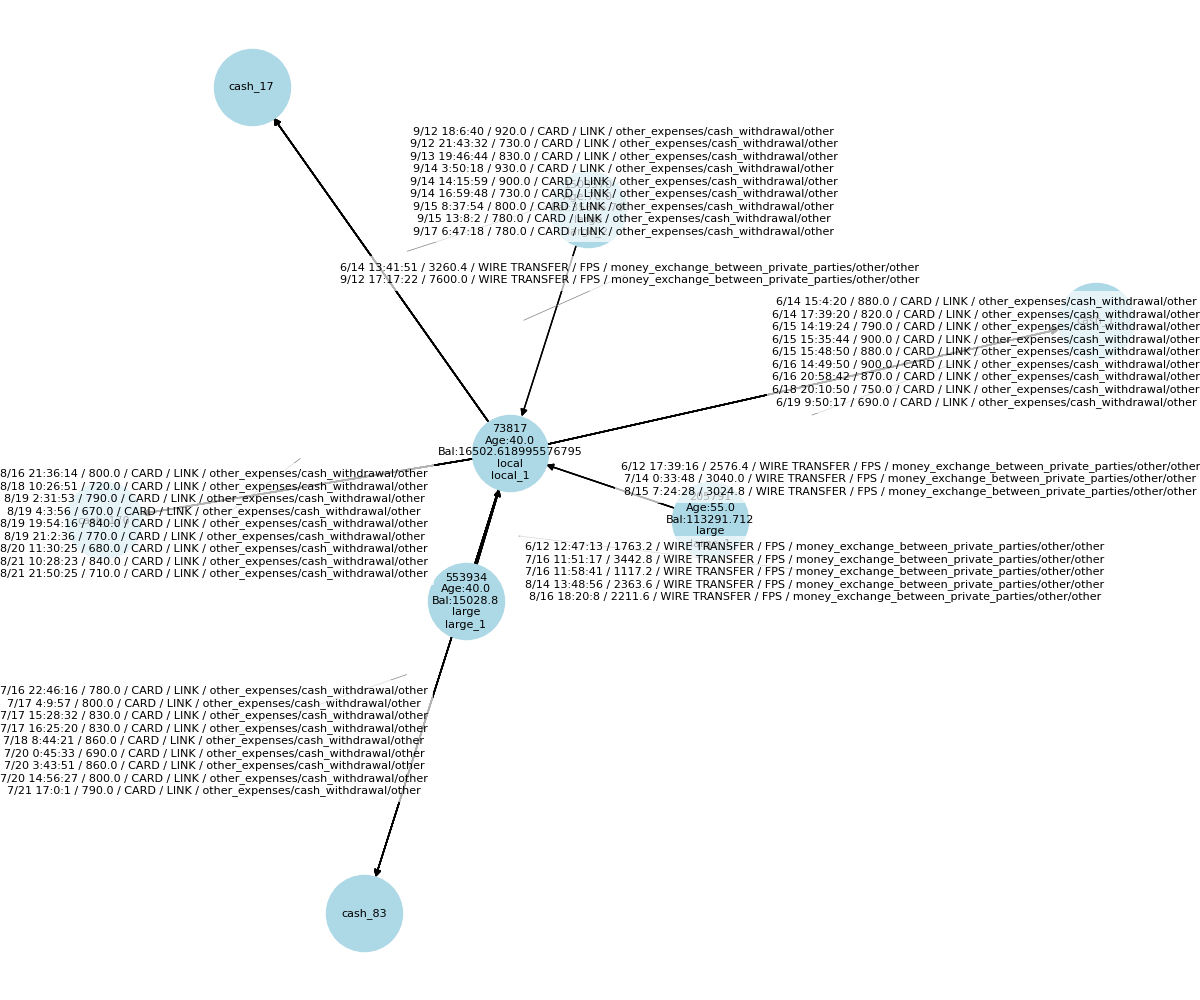 cash_17
9/12 18:6:40 / 920.0 / CARD / LINK / other_expenses/cash_withdrawal/other
9/12 21:43:32 / 730.0 / CARD / LINK / other_expenses/cash_withdrawal/other
9/13 19:46:44 / 830.0 / CARD / LINK / other_expenses/cash_withdrawal/other
9/14 3:50:18 / 930.0 / CARD / LINK / other_expenses/cash_withdrawal/other
9/14 14:15:59 / 900.0 / CARD / LINK / other_expenses/cash_withdrawal/other
9/14 16:59:48 / 730.0 / CARD / LINK / other_expenses/cash_withdrawal/other
9/15 8:37:54 / 800.0 / CARD / LINK / other_expenses/cash_withdrawal/other
9/15 13:8:2 / 780.0 / CARD / LINK / other_expenses/cash_withdrawal/other
9/17 6:47:18 / 780.0 / CARD / LINK / other_expenses/cash_withdrawal/other
6/14 13:41:51 / 3260.4 / WIRE TRANSFER / FPS / money_exchange_between_private_parties/other/other
9/12 17:17:22 / 7600.0 / WIRE TRANSFER / FPS / money_exchange_between_private_parties/other/other
6/14 15:4:20 / 880.0 / CARD / LINK / other_expenses/cash_withdrawal/other
6/14 17:39:20 / 820.0 / CARD / LINK / other_expenses/cash_withdrawal/other
6/15 14:19:24 / 790.0 / CARD / LINK / other_expenses/cash_withdrawal/other
6/15 15:35:44 / 900.0 / CARD / LINK / other_expenses/cash_withdrawal/other
6/15 15:48:50 / 880.0 / CARD / LINK / other_expenses/cash_withdrawal/other
6/16 14:49:50 / 900.0 / CARD / LINK / other_expenses/cash_withdrawal/other
6/16 20:58:42 / 870.0 / CARD / LINK / other_expenses/cash_withdrawal/other
6/18 20:10:50 / 750.0 / CARD / LINK / other_expenses/cash_withdrawal/other
6/19 9:50:17 / 690.0 / CARD / LINK / other_expenses/cash_withdrawal/other
73817
Age:40.0
Bal:16502.618995576795
local
local_1
6/12 17:39:16 / 2576.4 / WIRE TRANSFER / FPS / money_exchange_between_private_parties/other/other
7/14 0:33:48 / 3040.0 / WIRE TRANSFER / FPS / money_exchange_between_private_parties/other/other
8/15 7:24:28 / 3024.8 / WIRE TRANSFER / FPS / money_exchange_between_private_parties/other/other
Age:55.0
Bal:113291.712
large
8/16 21:36:14 / 800.0 / CARD / LINK / other_expenses/cash_withdrawal/other
8/18 10:26:51 / 720.0 / CARD / LINK / other_expenses/cash_withdrawal/other
8/19 2:31:53 / 790.0 / CARD / LINK / other_expenses/cash_withdrawal/other
8/19 4:3:56 / 670.0 / CARD / LINK / other_expenses/cash_withdrawal/other
8/19 19:54:16 / 840.0 / CARD / LINK / other_expenses/cash_withdrawal/other
8/19 21:2:36 / 770.0 / CARD / LINK / other_expenses/cash_withdrawal/other
8/20 11:30:25 / 680.0 / CARD / LINK / other_expenses/cash_withdrawal/other
8/21 10:28:23 / 840.0 / CARD / LINK / other_expenses/cash_withdrawal/other
8/21 21:50:25 / 710.0 / CARD / LINK / other_expenses/cash_withdrawal/other
6/12 12:47:13 / 1763.2 / WIRE TRANSFER / FPS / money_exchange_between_private_parties/other/other
7/16 11:51:17 / 3442.8 / WIRE TRANSFER / FPS / money_exchange_between_private_parties/other/other
7/16 11:58:41 / 1117.2 / WIRE TRANSFER / FPS / money_exchange_between_private_parties/other/other
8/14 13:48:56 / 2363.6 / WIRE TRANSFER / FPS / money_exchange_between_private_parties/other/other
8/16 18:20:8 / 2211.6 / WIRE TRANSFER / FPS / money_exchange_between_private_parties/other/other
553934
Age:40.0
Bal:15028.8
large
large_1
7/16 22:46:16 / 780.0 / CARD / LINK / other_expenses/cash_withdrawal/other
7/17 4:9:57 / 800.0 / CARD / LINK / other_expenses/cash_withdrawal/other
7/17 15:28:32 / 830.0 / CARD / LINK / other_expenses/cash_withdrawal/other
7/17 16:25:20 / 830.0 / CARD / LINK / other_expenses/cash_withdrawal/other
7/18 8:44:21 / 860.0 / CARD / LINK / other_expenses/cash_withdrawal/other
7/20 0:45:33 / 690.0 / CARD / LINK / other_expenses/cash_withdrawal/other
7/20 3:43:51 / 860.0 / CARD / LINK / other_expenses/cash_withdrawal/other
7/20 14:56:27 / 800.0 / CARD / LINK / other_expenses/cash_withdrawal/other
7/21 17:0:1 / 790.0 / CARD / LINK / other_expenses/cash_withdrawal/other
cash_83